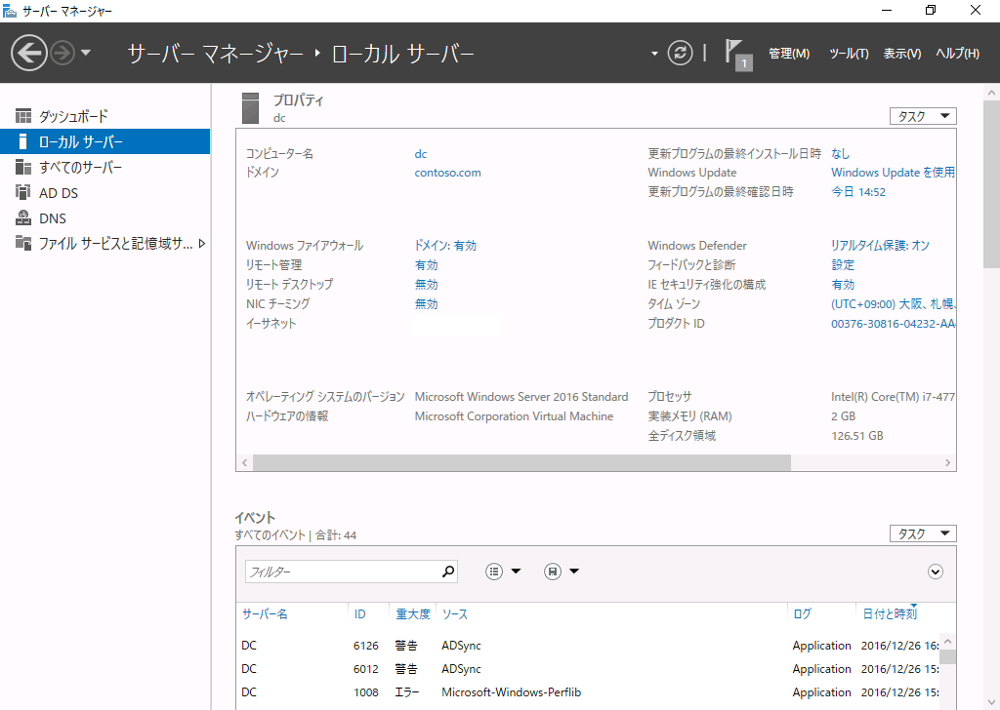 サーバー マネージャー
サーバー マネージャー ‣ ローカル サーバー
1
管理(M) ツール(T) 表示(V) ヘルプ(H)
ダッシュボード
ローカル サーバー
すべてのサーバー
AD DS
DNS
ファイル サービスと記憶域サ...
プロパティ
dc
タスク
コンピューター名 dc 更新プログラムの最終インストール日時 なし
ドメイン contoso.com Windows Update Windows Update を使用
更新プログラムの最終確認日時 今日 14:52
Windows ファイアウォール ドメイン: 有効 Windows Defender リアルタイム保護: オン
リモート管理 有効 フィードバックと診断 設定
リモート デスクトップ 無効 IE セキュリティ強化の構成 有効
NIC チーミング 無効 タイム ゾーン (UTC+09:00) 大阪、札幌、
イーサネット プロダクト ID 00376-30816-04232-AA
オペレーティング システムのバージョン Microsoft Windows Server 2016 Standard プロセッサ Intel(R) Core(TM) i7-477
ハードウェアの情報 Microsoft Corporation Virtual Machine 実装メモリ (RAM) 2 GB
全ディスク領域 126.51 GB
イベント
すべてのイベント | 合計: 44
タスク
フィルター
サーバー名 ID 重大度 ソース ログ 日付と時刻
DC 6126 警告 ADSync Application 2016/12/26 16:
DC 6012 警告 ADSync Application 2016/12/26 15:
DC 1008 エラー Microsoft-Windows-Perflib Application 2016/12/26 15: